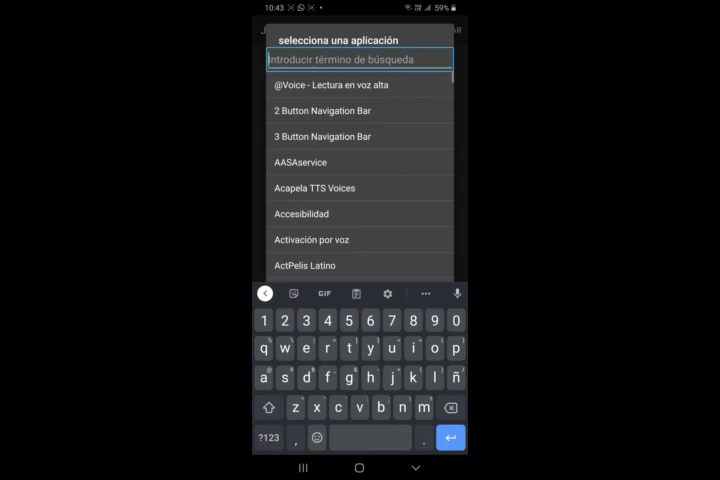 10:43 59%
selecciona una aplicación
Introducir término de búsqueda
@Voice - Lectura en voz alta
2 Button Navigation Bar
3 Button Navigation Bar
AASAservice
Acapela TTS Voices
Accesibilidad
Activación por voz
ActPelis Latino
GIF
1 2 3 4 5 6 7 8 9 0
q w e r t y u i o p
a s d f g h j k l ñ
z x c v b n m
?123 , .